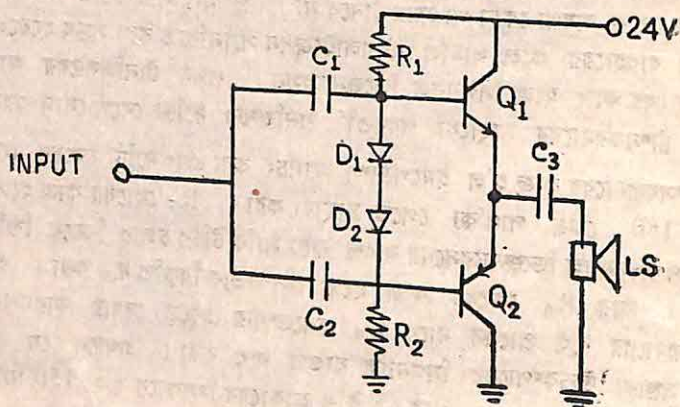 24V
C₁
R₁
Q₁
C₃
D₁
INPUT
D₂
LS
C₂
Q₂
R₂